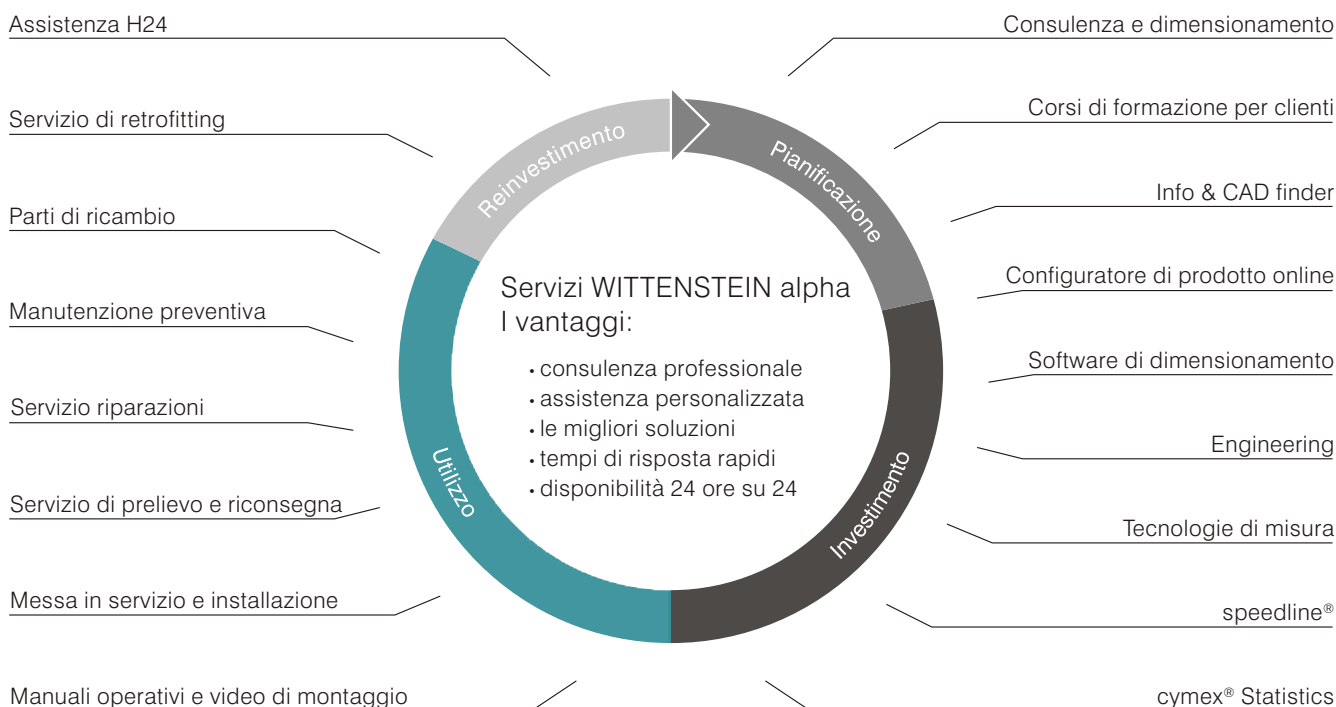 Assistenza H24
Servizio di retrofitting
Parti di ricambio
Manutenzione preventiva
Servizio riparazioni
Servizio di prelievo e riconsegna
Messa in servizio e installazione
Manuali operativi e video di montaggio
Reinvestimento
Pianificazione
Utilizzo
Investimento
Servizi WITTENSTEIN alpha
I vantaggi:
• consulenza professionale
• assistenza personalizzata
• le migliori soluzioni
• tempi di risposta rapidi
• disponibilità 24 ore su 24
Consulenza e dimensionamento
Corsi di formazione per clienti
Info & CAD finder
Configuratore di prodotto online
Software di dimensionamento
Engineering
Tecnologie di misura
speedline®
cymex® Statistics